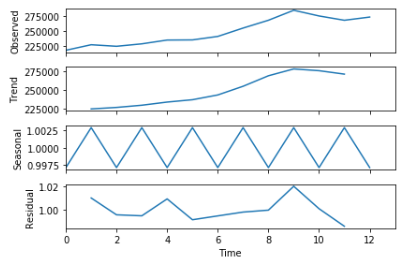 275000
250000
225000
Observed
275000
250000
225000
Trend
1.0025
1.0000
0.9975
Seasonal
1.02
1.00
Residual
0 2 4 6 8 10 12
Time